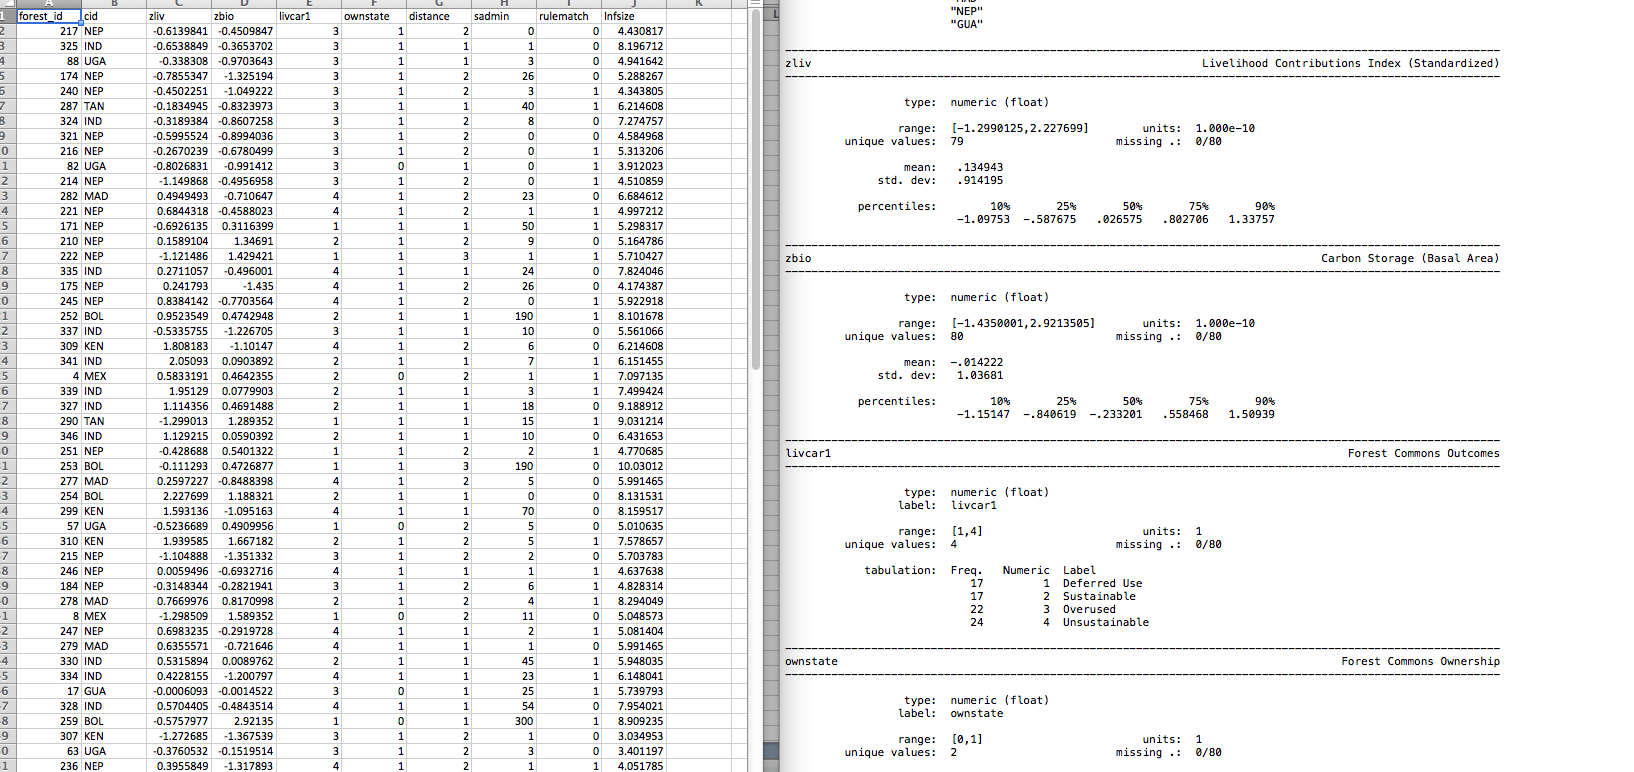 A B C D E F G H I J K
1 forest_id cid zliv zbio livcar1 ownstate distance sadmin rulematch lnfsize
2 217 NEP -0.6139841 -0.4509847 3 1 2 0 0 4.430817
3 325 IND -0.6538849 -0.3653702 3 1 1 1 0 8.196712
88 UGA -0.338308 -0.9703643 3 1 1 3 0 4.941642
5 174 NEP -0.7855347 -1.325194 3 1 2 26 0 5.288267
5 240 NEP -0.4502251 -1.049222 3 1 2 3 1 4.343805
7 287 TAN -0.1834945 -0.8323973 3 1 1 40 1 6.214608
8 324 IND -0.3189384 -0.8607258 3 1 2 8 0 7.274757
9 321 NEP -0.5995524 -0.8994036 3 1 2 0 0 4.584968
0 216 NEP -0.2670239 -0.6780499 3 1 2 0 1 5.313206
1 82 UGA -0.8026831 -0.991412 3 0 1 0 1 3.912023
2 214 NEP -1.149868 -0.4956958 3 1 2 0 1 4.510859
3 282 MAD 0.4949493 -0.710647 4 1 2 23 0 6.684612
4 221 NEP 0.6844318 -0.4588023 4 1 2 1 1 4.997212
5 171 NEP -0.6926135 0.3116399 1 1 1 50 1 5.298317
6 210 NEP 0.1589104 1.34691 2 1 2 9 0 5.164786
7 222 NEP -1.121486 1.429421 1 1 3 1 1 5.710427
8 335 IND 0.2711057 -0.496001 4 1 1 24 0 7.824046
9 175 NEP 0.241793 -1.435 4 1 2 26 0 4.174387
0 245 NEP 0.8384142 -0.7703564 4 1 2 0 1 5.922918
1 252 BOL 0.9523549 0.4742948 2 1 1 190 1 8.101678
2 337 IND -0.5335755 -1.226705 3 1 1 10 0 5.561066
3 309 KEN 1.808183 -1.10147 4 1 2 6 0 6.214608
4 341 IND 2.05093 0.0903892 2 1 1 7 1 6.151455
5 4 MEX 0.5833191 0.4642355 2 0 2 1 1 7.097135
6 339 IND 1.95129 0.0779903 2 1 1 3 1 7.499424
7 327 IND 1.114356 0.4691488 2 1 1 18 0 9.188912
8 290 TAN -1.299013 1.289352 1 1 1 15 1 9.031214
9 346 IND 1.129215 0.0590392 2 1 1 10 0 6.431653
0 251 NEP -0.428688 0.5401322 1 1 2 2 1 4.770685
1 253 BOL -0.111293 0.4726877 1 1 3 190 0 10.03012
2 277 MAD 0.2597227 -0.8488398 4 1 2 5 0 5.991465
3 254 BOL 2.227699 1.188321 2 1 1 0 0 8.131531
4 299 KEN 1.593136 -1.095163 4 1 1 70 0 8.159517
5 57 UGA -0.5236689 0.4909956 1 0 2 5 0 5.010635
6 310 KEN 1.939585 1.667182 2 1 2 5 1 7.578657
7 215 NEP -1.104888 -1.351332 3 1 2 2 0 5.703783
8 246 NEP 0.0059496 -0.6932716 4 1 1 1 1 4.637638
9 184 NEP -0.3148344 -0.2821941 3 1 2 6 1 4.828314
0 278 MAD 0.7669976 0.8170998 2 1 2 4 1 8.294049
1 8 MEX -1.298509 1.589352 1 0 2 11 0 5.048573
2 247 NEP 0.6983235 -0.2919728 4 1 1 2 1 5.081404
3 279 MAD 0.6355571 -0.721646 4 1 1 1 0 5.991465
4 330 IND 0.5315894 0.0089762 2 1 1 45 1 5.948035
5 334 IND 0.4228155 -1.200797 4 1 1 23 1 6.148041
6 17 GUA -0.0006093 -0.0014522 3 0 1 25 1 5.739793
7 328 IND 0.5704405 -0.4843514 4 1 1 54 0 7.954021
8 259 BOL -0.5757977 2.92135 1 0 1 300 1 8.909235
9 307 KEN -1.272685 -1.367539 3 1 2 1 0 3.034953
0 63 UGA -0.3760532 -0.1519514 3 1 2 3 0 3.401197
1 236 NEP 0.3955849 -1.317893 4 1 2 1 1 4.051785
"MAD"
"NEP"
"GUA"
zliv Livelihood Contributions Index (Standardized)
type: numeric (float)
range: [-1.2990125,2.227699] units: 1.000e-10
unique values: 79 missing .: 0/80
mean: .134943
std. dev: .914195
percentiles: 10% 25% 50% 75% 90%
-1.09753 -.587675 .026575 .802706 1.33757
zbio Carbon Storage (Basal Area)
type: numeric (float)
range: [-1.4350001,2.9213505] units: 1.000e-10
unique values: 80 missing .: 0/80
mean: -.014222
std. dev: 1.03681
percentiles: 10% 25% 50% 75% 90%
-1.15147 -.840619 -.233201 .558468 1.50939
livcar1 Forest Commons Outcomes
type: numeric (float)
label: livcar1
range: [1,4] units: 1
unique values: 4 missing .: 0/80
tabulation: Freq. Numeric Label
17 1 Deferred Use
17 2 Sustainable
22 3 Overused
24 4 Unsustainable
ownstate Forest Commons Ownership
type: numeric (float)
label: ownstate
range: [0,1] units: 1
unique values: 2 missing .: 0/80